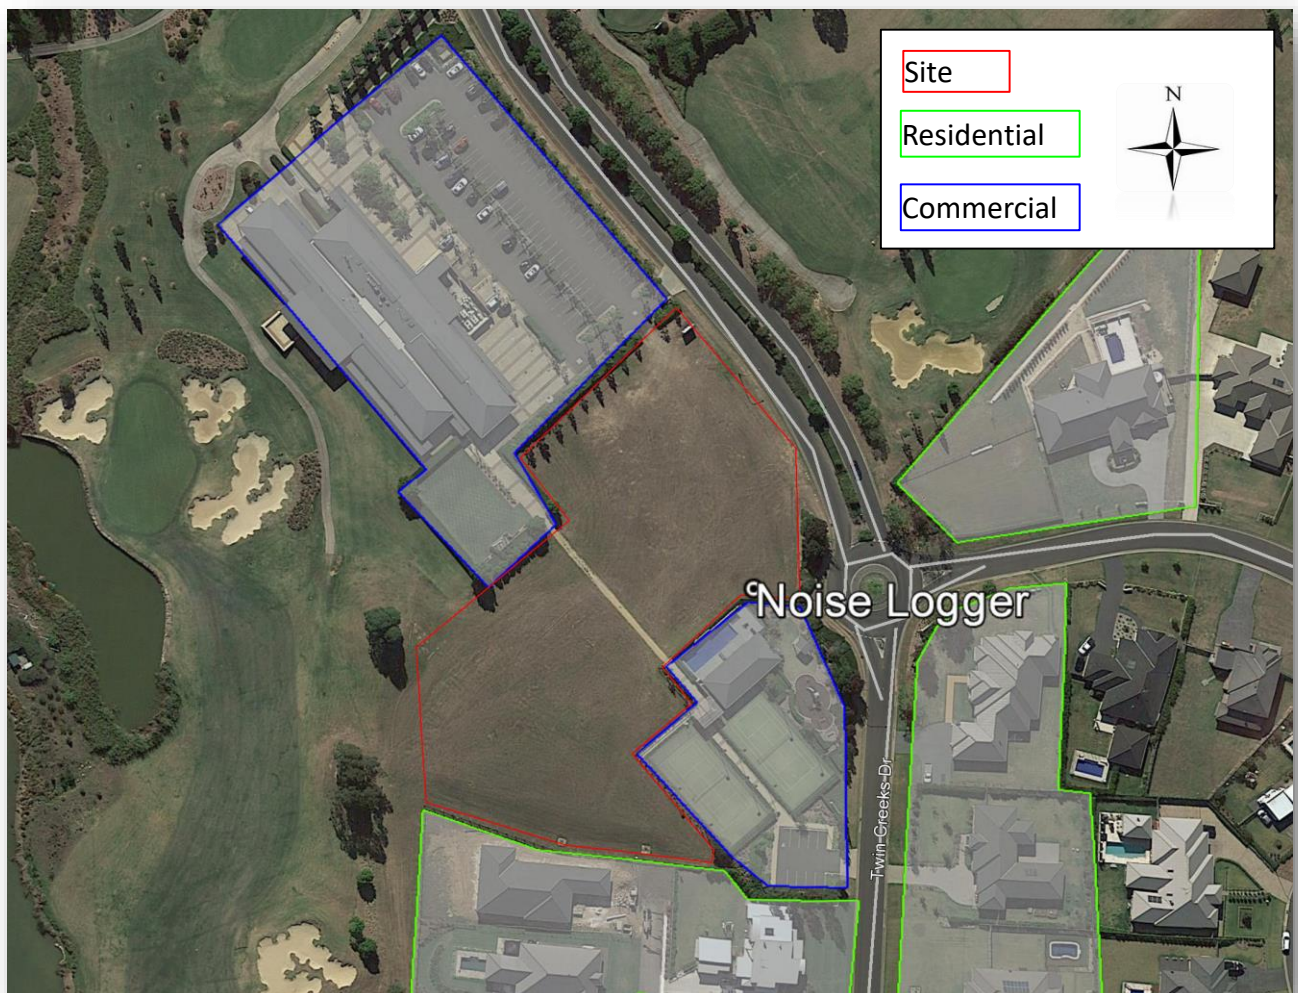 Site
N
Residential
Commercial
Noise Logger
Twin Creeks Dr